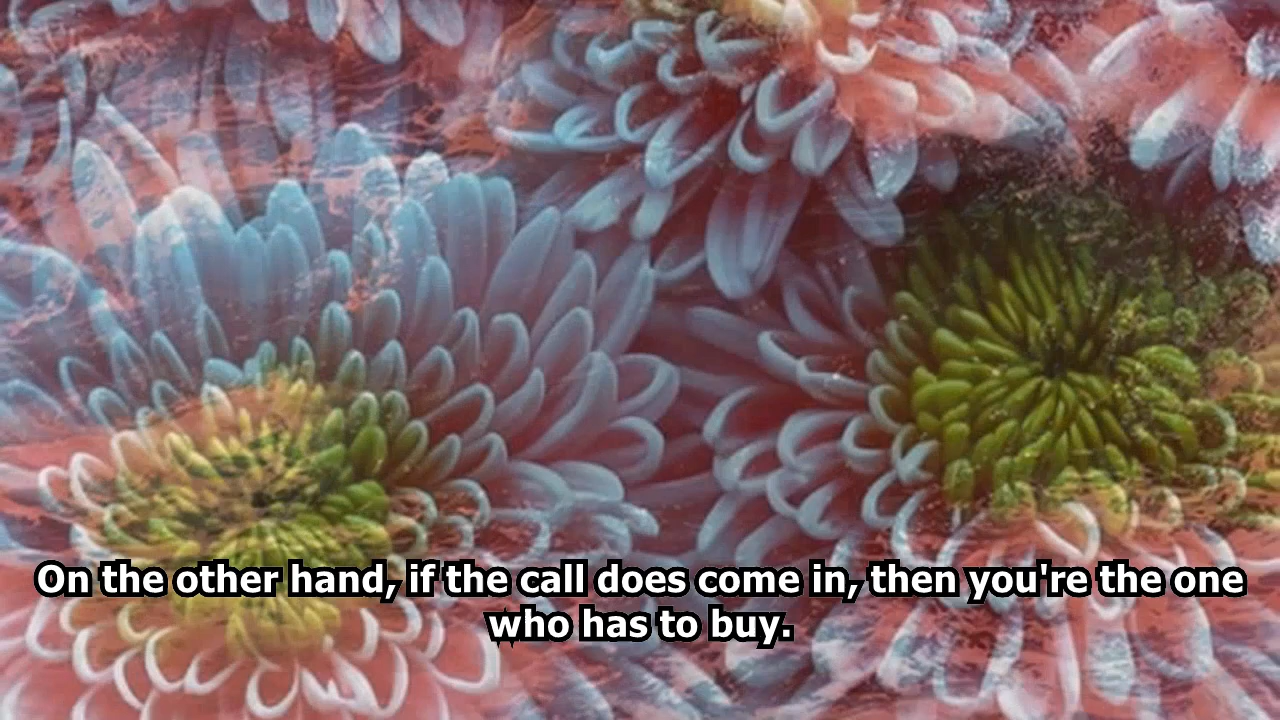 On the other hand, if the call does come in, then you're the one
who has to buy.